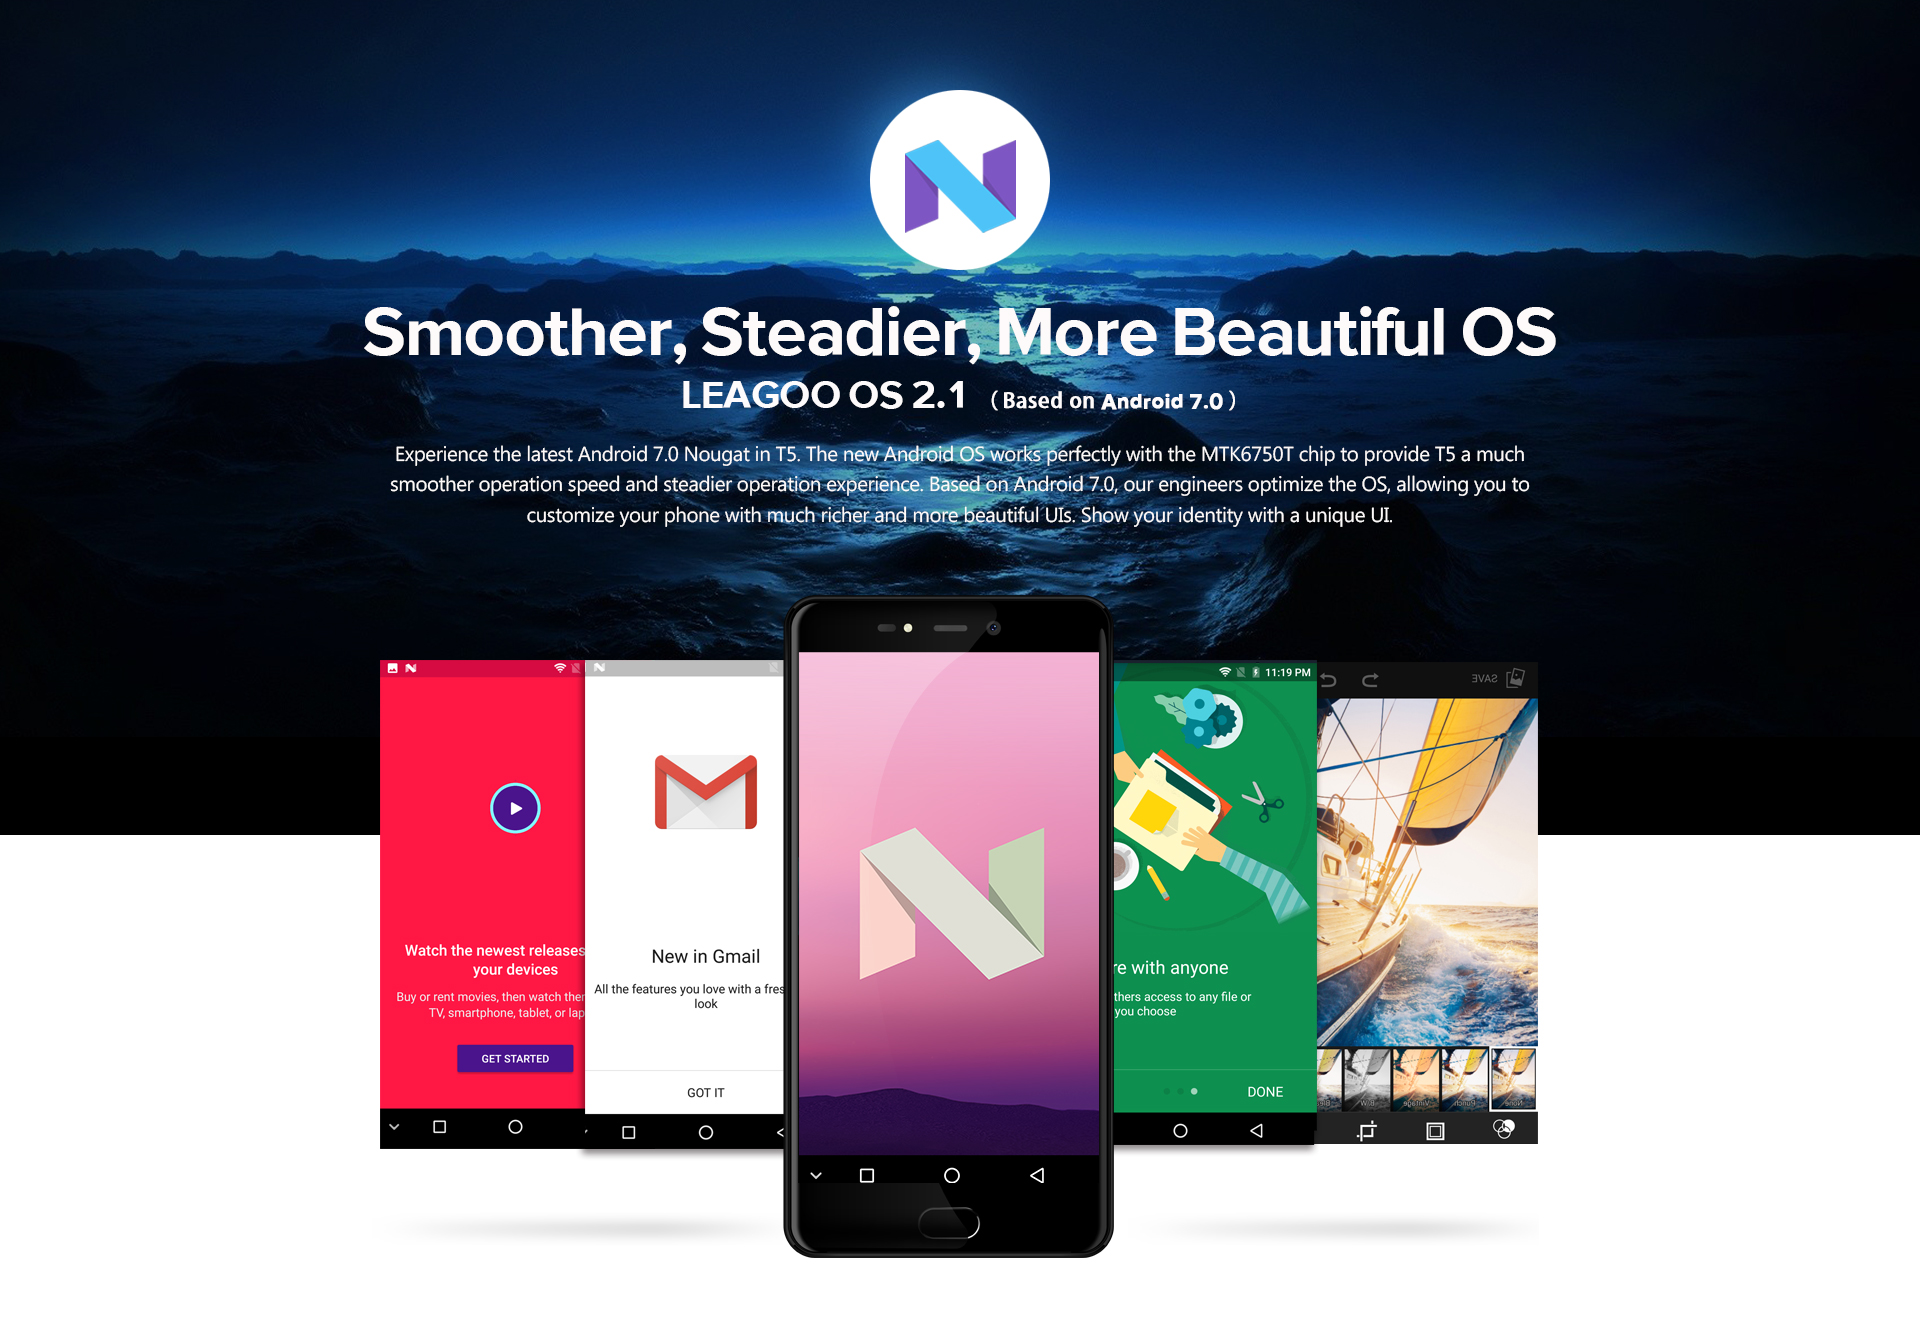 Smoother, Steadier, More Beautiful OS
LEAGOO OS 2.1 (Based on Android 7.0)
Experience the latest Android 7.0 Nougat in T5. The new Android OS works perfectly with the MTK6750T chip to provide T5 a much
smoother operation speed and steadier operation experience. Based on Android 7.0, our engineers optimize the OS, allowing you to
customize your phone with much richer and more beautiful UIs. Show your identity with a unique UI.
Watch the newest releases
your devices
Buy or rent movies, then watch
TV, smartphone, tablet, or
GET STARTED
New in Gmail
All the features you love with a
look
GOT IT
11:19 PM
with anyone
access to any file or
you choose
DONE
SAVE
B/W
Vintage
Punch
None